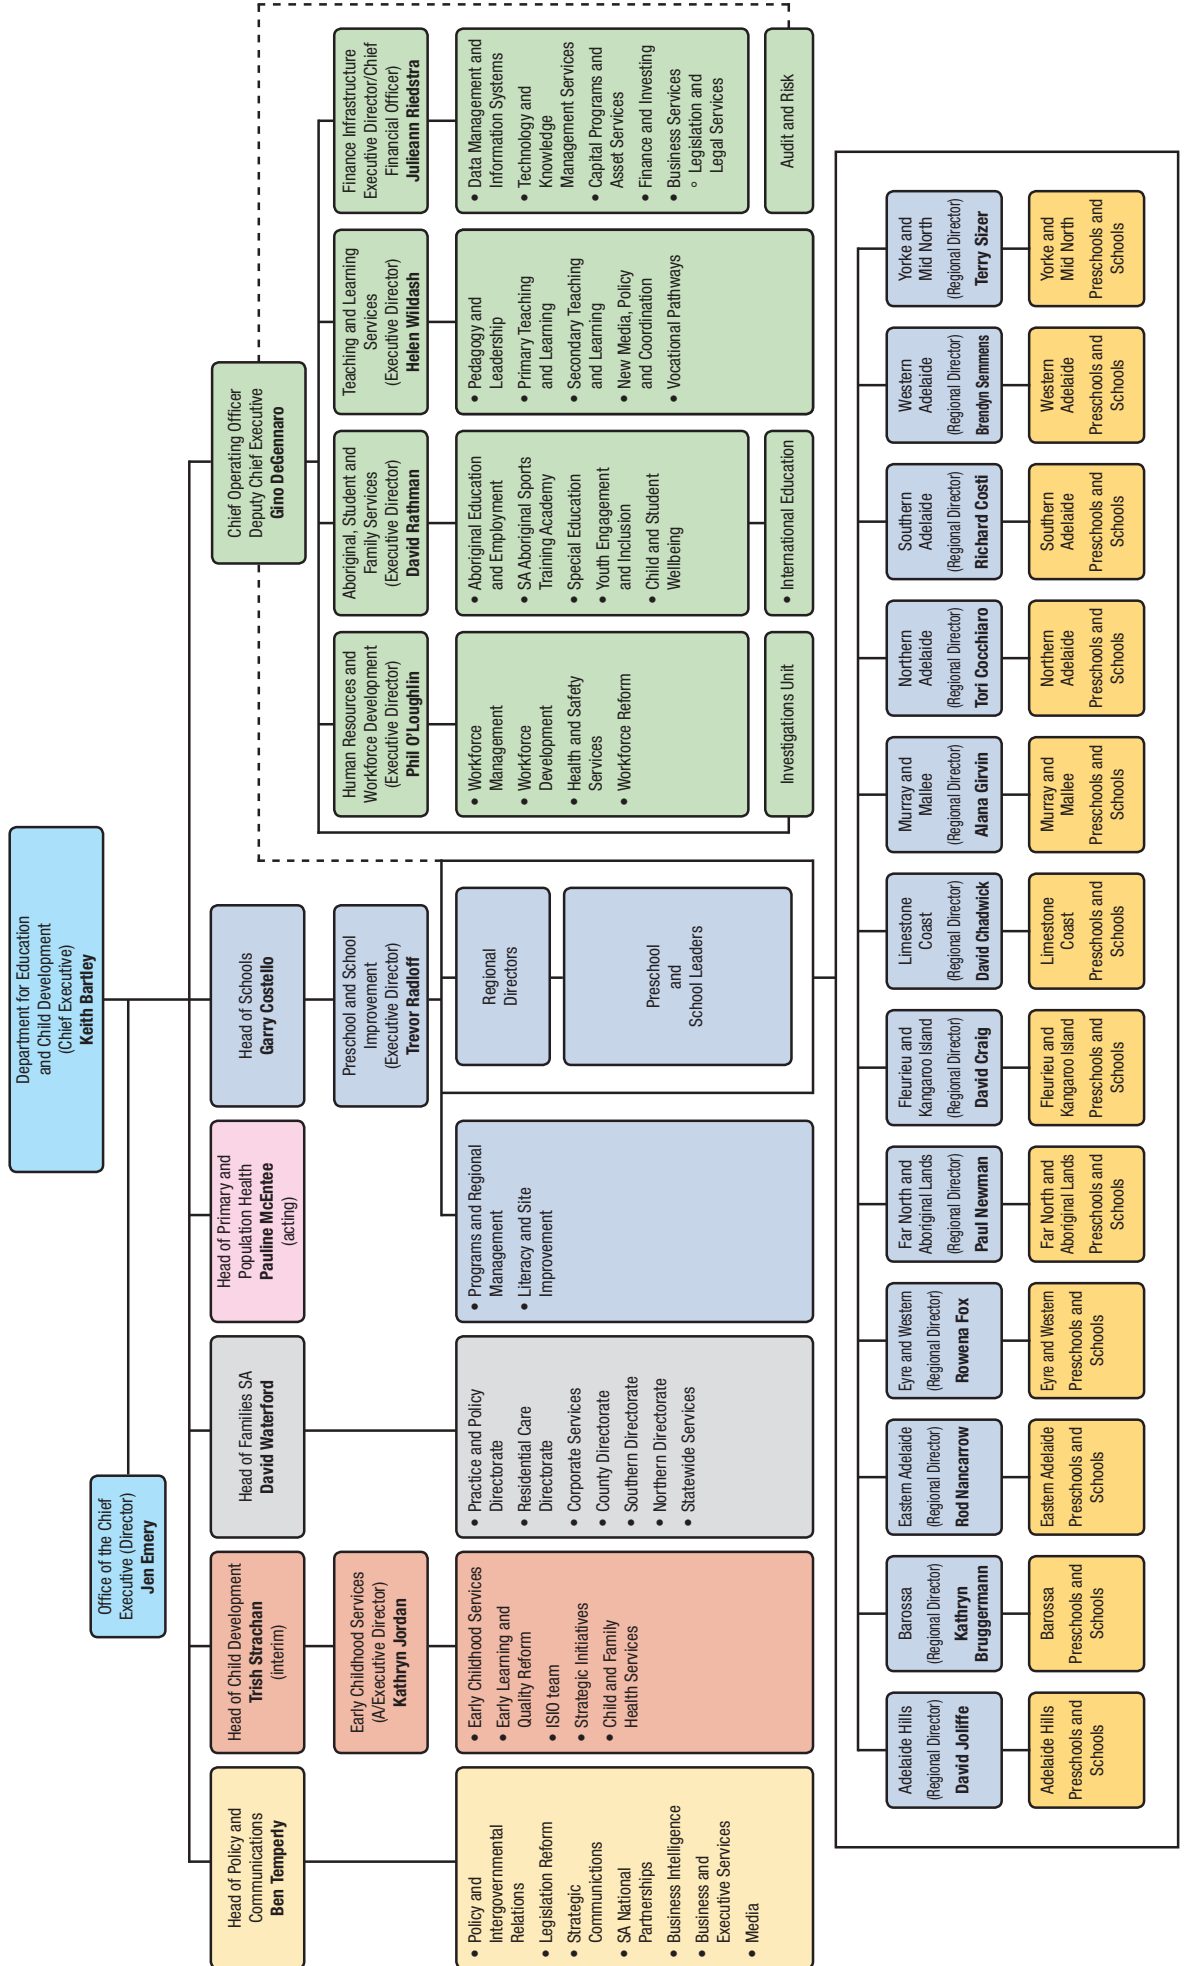 Department for Education
and Child Development
(Chief Executive)
Keith Bartley
Office of the Chief
Executive (Director)
Jen Emery
Head of Policy and
Communications
Ben Temperly
Head of Child Development
Trish Strachan
(interim)
Head of Families SA
David Waterford
Head of Primary and
Population Health
Pauline McEntee
(acting)
Head of Schools
Garry Costello
Chief Operating Officer
Deputy Chief Executive
Gino DeGennaro
Early Childhood Services
(A/Executive Director)
Kathryn Jordan
Preschool and School
Improvement
(Executive Director)
Trevor Radloff
Human Resources and
Workforce Development
(Executive Director)
Phil O'Loughlin
Aboriginal, Student and
Family Services
(Executive Director)
David Rathman
Teaching and Learning
Services
(Executive Director)
Helen Wildash
Finance Infrastructure
Executive Director/Chief
Financial Officer)
Julieann Riedstra
• Policy and
Intergovernmental
Relations
• Legislation Reform
• Strategic
Communictions
• SA National
Partnerships
• Business Intelligence
• Business and
Executive Services
• Media
• Early Childhood Services
• Early Learning and
Quality Reform
• ISIO team
• Strategic Initiatives
• Child and Family
Health Services
• Practice and Policy
Directorate
• Residential Care
Directorate
• Corporate Services
• County Directorate
• Southern Directorate
• Northern Directorate
• Statewide Services
• Programs and Regional
Management
• Literacy and Site
Improvement
Regional
Directors
Preschool
and
School Leaders
• Workforce
Management
• Workforce
Development
• Health and Safety
Services
• Workforce Reform
Investigations Unit
• Aboriginal Education
and Employment
• SA Aboriginal Sports
Training Academy
• Special Education
• Youth Engagement
and Inclusion
• Child and Student
Wellbeing
• International Education
• Pedagogy and
Leadership
• Primary Teaching
and Learning
• Secondary Teaching
and Learning
• New Media, Policy
and Coordination
• Vocational Pathways
• Data Management and
Information Systems
• Technology and
Knowledge
Management Services
• Capital Programs and
Asset Services
• Finance and Investing
• Business Services
° Legislation and
Legal Services
Audit and Risk
Adelaide Hills
(Regional Director)
David Joliffe
Barossa
(Regional Director)
Kathryn
Bruggermann
Eastern Adelaide
(Regional Director)
Rod Nancarrow
Eyre and Western
(Regional Director)
Rowena Fox
Far North and
Aboriginal Lands
(Regional Director)
Paul Newman
Fleurieu and
Kangaroo Island
(Regional Director)
David Craig
Limestone
Coast
(Regional Director)
David Chadwick
Murray and
Mallee
(Regional Director)
Alana Girvin
Northern
Adelaide
(Regional Director)
Tori Cocchiaro
Southern
Adelaide
(Regional Director)
Richard Costi
Western
Adelaide
(Regional Director)
Brendyn Semmens
Yorke and
Mid North
(Regional Director)
Terry Sizer
Adelaide Hills
Preschools and
Schools
Barossa
Preschools and
Schools
Eastern Adelaide
Preschools and
Schools
Eyre and Western
Preschools and
Schools
Far North and
Aboriginal Lands
Preschools and
Schools
Fleurieu and
Kangaroo Island
Preschools and
Schools
Limestone
Coast
Preschools and
Schools
Murray and
Mallee
Preschools and
Schools
Northern
Adelaide
Preschools and
Schools
Southern
Adelaide
Preschools and
Schools
Western
Adelaide
Preschools and
Schools
Yorke and
Mid North
Preschools and
Schools